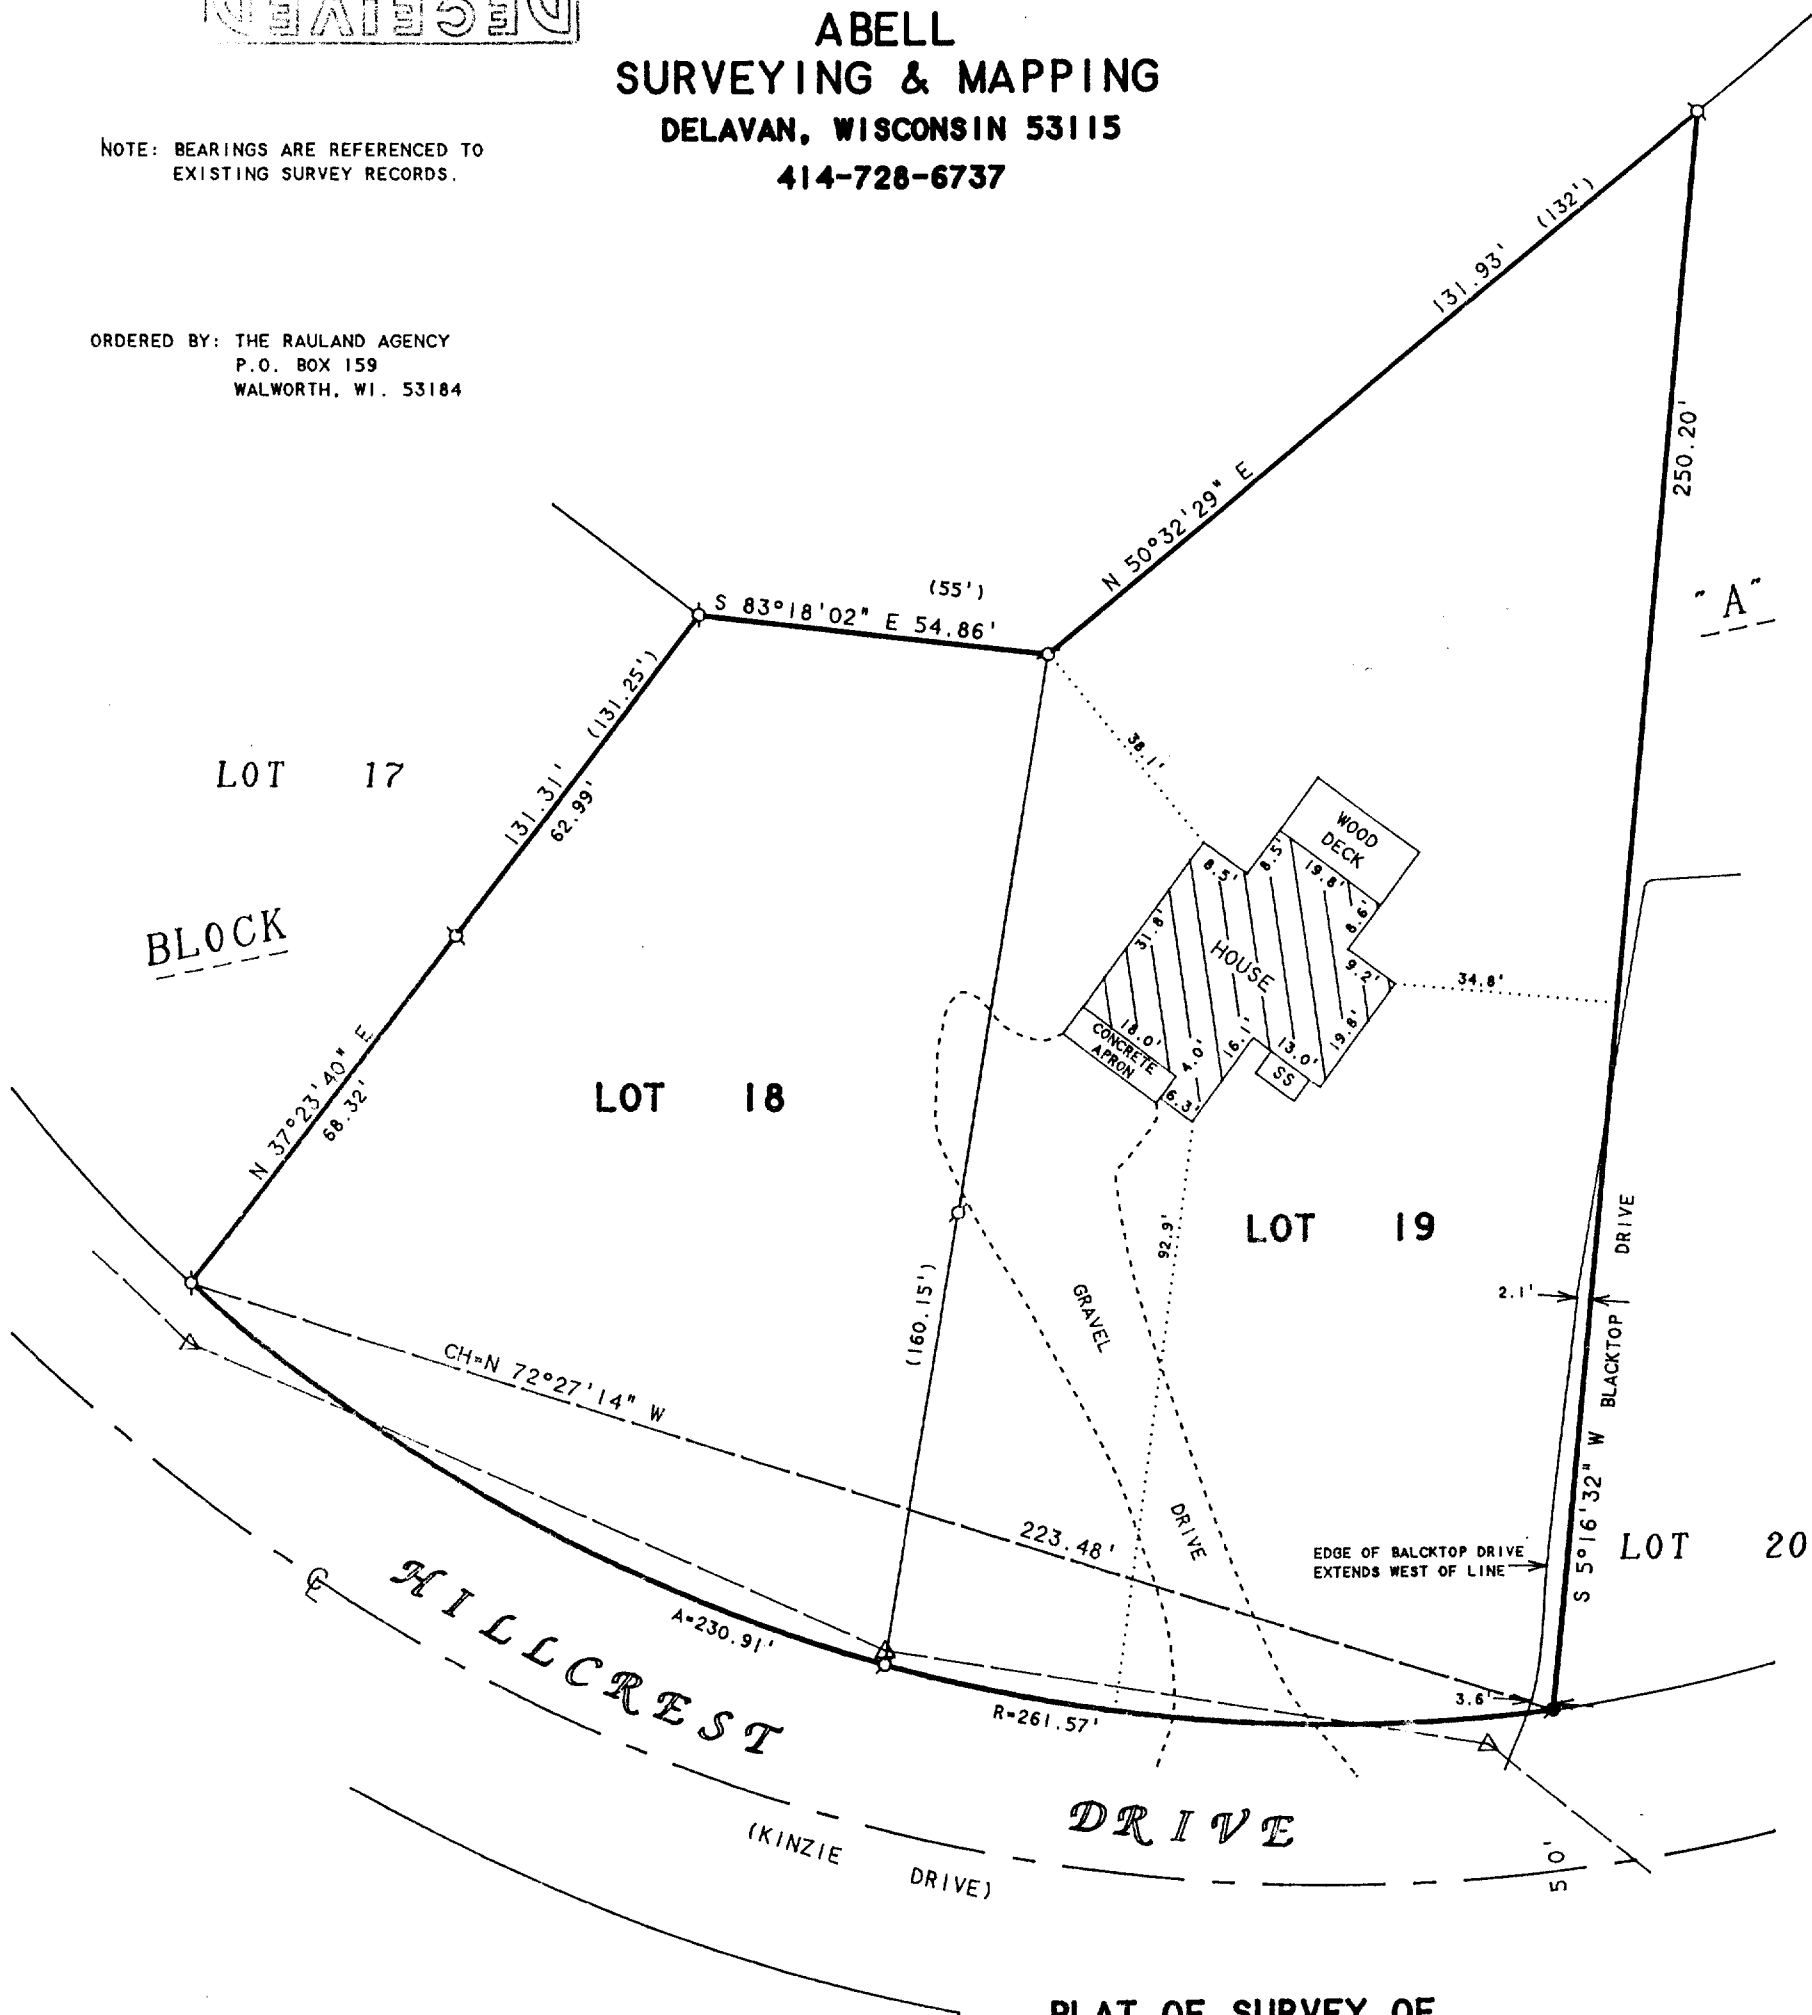 RECEIVED
ABELL
SURVEYING & MAPPING
DELAVAN, WISCONSIN 53115
414-728-6737
NOTE: BEARINGS ARE REFERENCED TO
EXISTING SURVEY RECORDS.
ORDERED BY: THE RAULAND AGENCY
P.O. BOX 159
WALWORTH, WI. 53184
131.93' (132')
N 50°32'29" E
250.20'
(55')
S 83°18'02" E 54.86'
"A"
(131.25')
131.31'
62.99'
LOT 17
38.1'
WOOD
DECK
8.5'
8.5'
19.8'
8.6'
31.8'
HOUSE
9.2'
34.8'
BLOCK
18.0'
CONCRETE
APRON
4.0'
16.1'
13.0'
19.8'
SS
6.3'
N 37°23'40" E
68.32'
LOT 18
LOT 19
92.9'
DRIVE
2.1'
BLACKTOP
GRAVEL
(160.15')
CH=N 72°27'14" W
223.48'
DRIVE
EDGE OF BALCKTOP DRIVE
EXTENDS WEST OF LINE
S 5°16'32" W
LOT 20
A=230.91'
R=261.57'
3.6'
HILLCREST
DRIVE
(KINZIE DRIVE)
50'
PLAT OF SURVEY OF